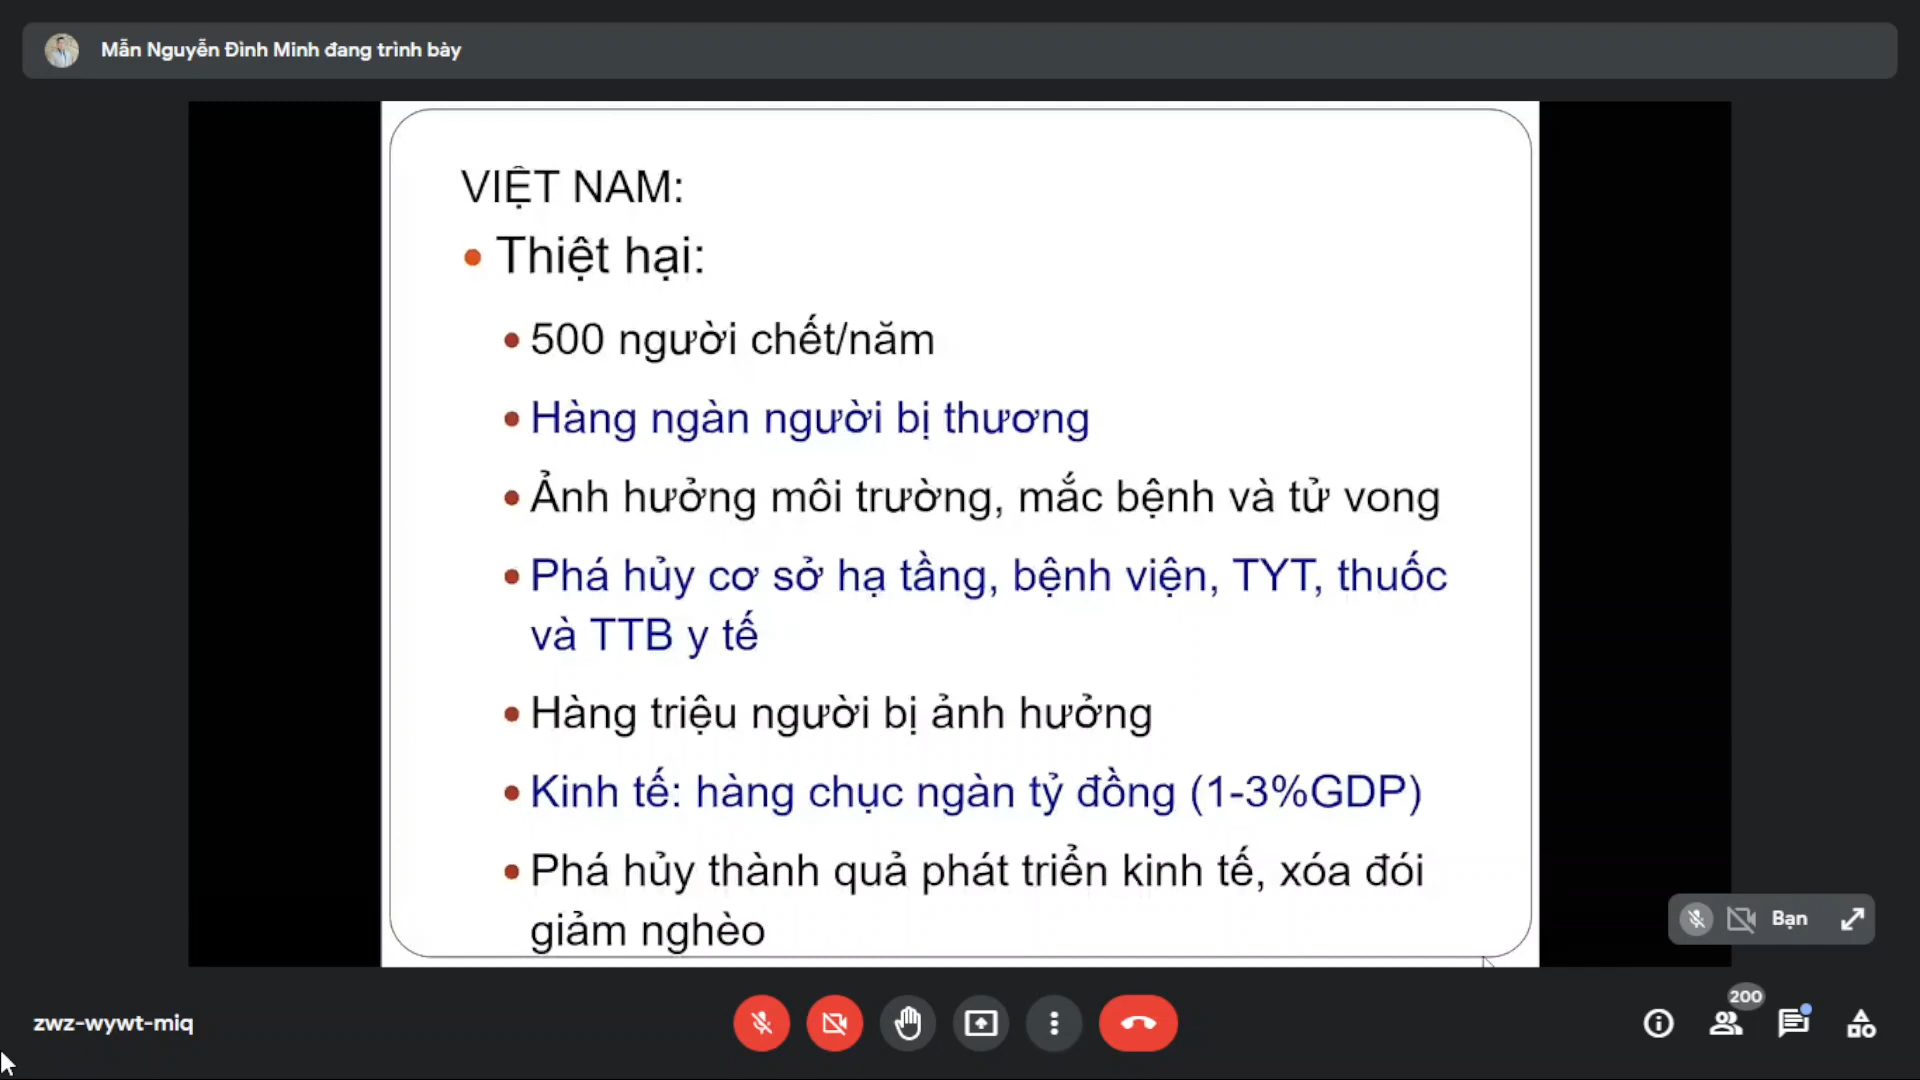 Mẫn Nguyễn Đình Minh đang trình bày
VIỆT NAM:
Thiệt hại:
500 người chết/năm
Hàng ngàn người bị thương
Ảnh hưởng môi trường, mắc bệnh và tử vong
Phá hủy cơ sở hạ tầng, bệnh viện, TYT, thuốc
và TTB y tế
Hàng triệu người bị ảnh hưởng
Kinh tế: hàng chục ngàn tỷ đồng (1-3%GDP)
Phá hủy thành quả phát triển kinh tế, xóa đói
giảm nghèo
Bạn
zwz-wywt-miq
200